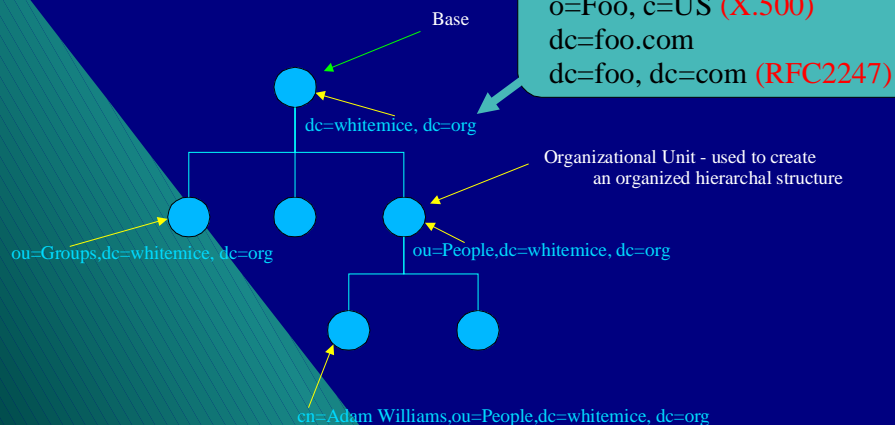 o=Foo, c=US (X.500)
Base
dc=foo.com
dc=foo, dc=com (RFC2247)
dc=whitemice, dc=org
Organizational Unit - used to create
an organized hierarchal structure
ou=Groups,dc=whitemice, dc=org
ou=People,dc=whitemice, dc=org
cn=Adam Williams,ou=People,dc=whitemice, dc=org